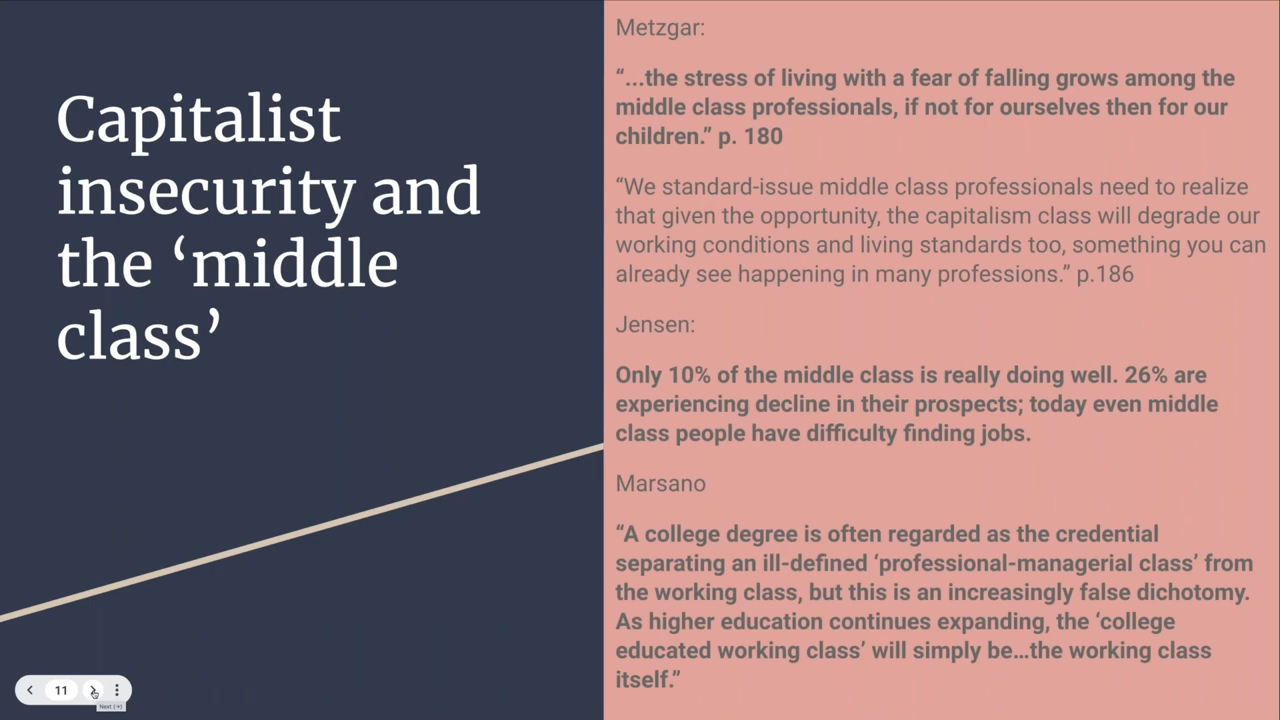 Capitalist
insecurity and
the ‘middle
class’
Metzgar:
“...the stress of living with a fear of falling grows among the
middle class professionals, if not for ourselves then for our
children.” p. 180
“We standard-issue middle class professionals need to realize
that given the opportunity, the capitalism class will degrade our
working conditions and living standards too, something you can
already see happening in many professions.” p.186
Jensen:
Only 10% of the middle class is really doing well. 26% are
experiencing decline in their prospects; today even middle
class people have difficulty finding jobs.
Marsano
“A college degree is often regarded as the credential
separating an ill-defined ‘professional-managerial class’ from
the working class, but this is an increasingly false dichotomy.
As higher education continues expanding, the ‘college
educated working class’ will simply be…the working class
itself.”
11
Next (→)